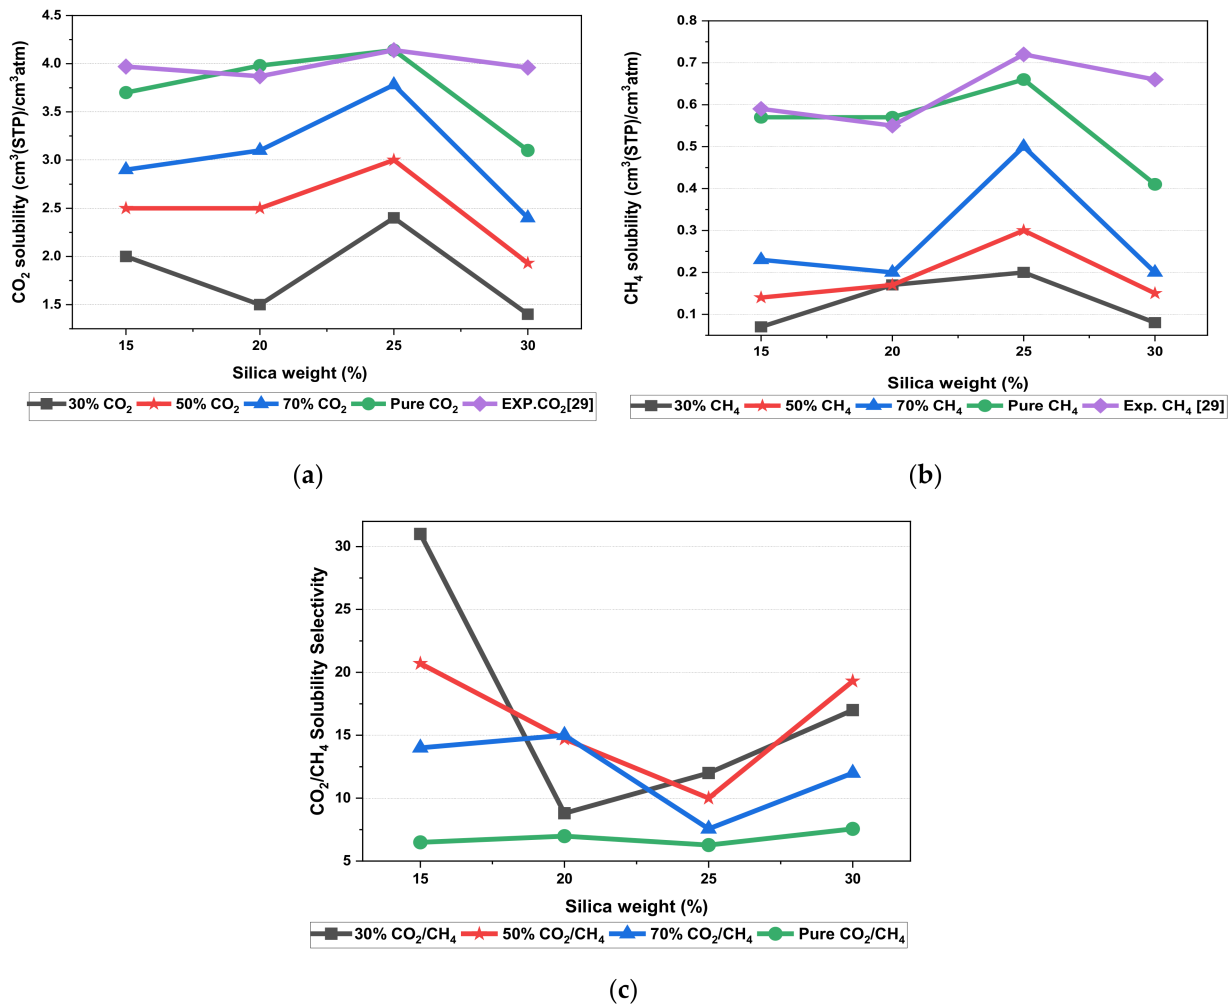 4.5
4.0
3.5
3.0
2.5
2.0
1.5
CO₂ solubility (cm³(STP)/cm³atm)
15 20 25 30
Silica weight (%)
30% CO₂ 50% CO₂ 70% CO₂ Pure CO₂ EXP.CO₂[29]
(a)
0.8
0.7
0.6
0.5
0.4
0.3
0.2
0.1
CH₄ solubility (cm³(STP)/cm³atm)
15 20 25 30
Silica weight (%)
30% CH₄ 50% CH₄ 70% CH₄ Pure CH₄ Exp. CH₄ [29]
(b)
30
25
20
15
10
5
CO₂/CH₄ Solubility Selectivity
15 20 25 30
Silica weight (%)
30% CO₂/CH₄ 50% CO₂/CH₄ 70% CO₂/CH₄ Pure CO₂/CH₄
(c)